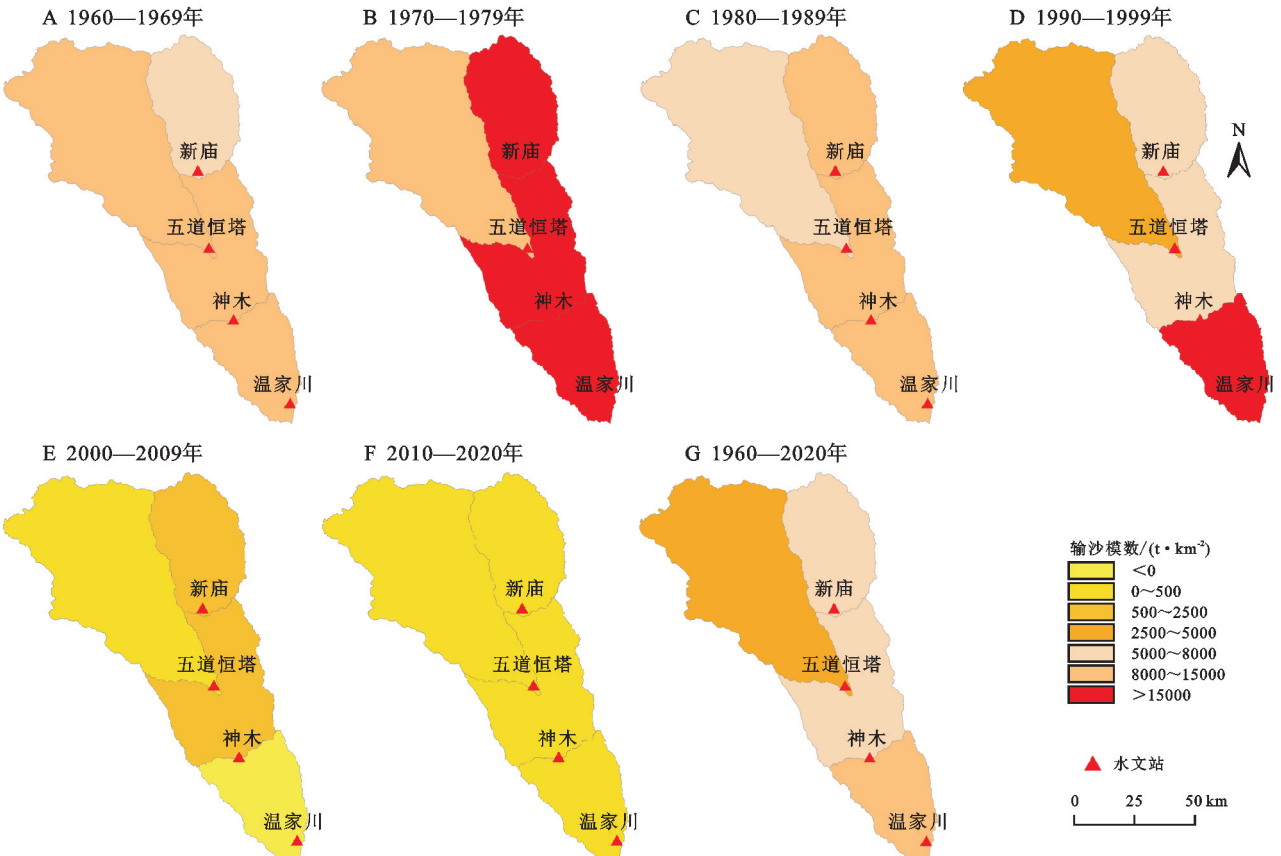 A 1960—1969年
B 1970—1979年
C 1980—1989年
D 1990—1999年
新庙
五道恒塔
神木
温家川
新庙
五道恒塔
神木
温家川
新庙
五道恒塔
神木
温家川
新庙
五道恒塔
神木
温家川
N
E 2000—2009年
F 2010—2020年
G 1960—2020年
新庙
五道恒塔
神木
温家川
新庙
五道恒塔
神木
温家川
新庙
五道恒塔
神木
温家川
输沙模数/(t·km⁻²)
<0
0～500
500～2500
2500～5000
5000～8000
8000～15000
>15000
水文站
0 25 50 km